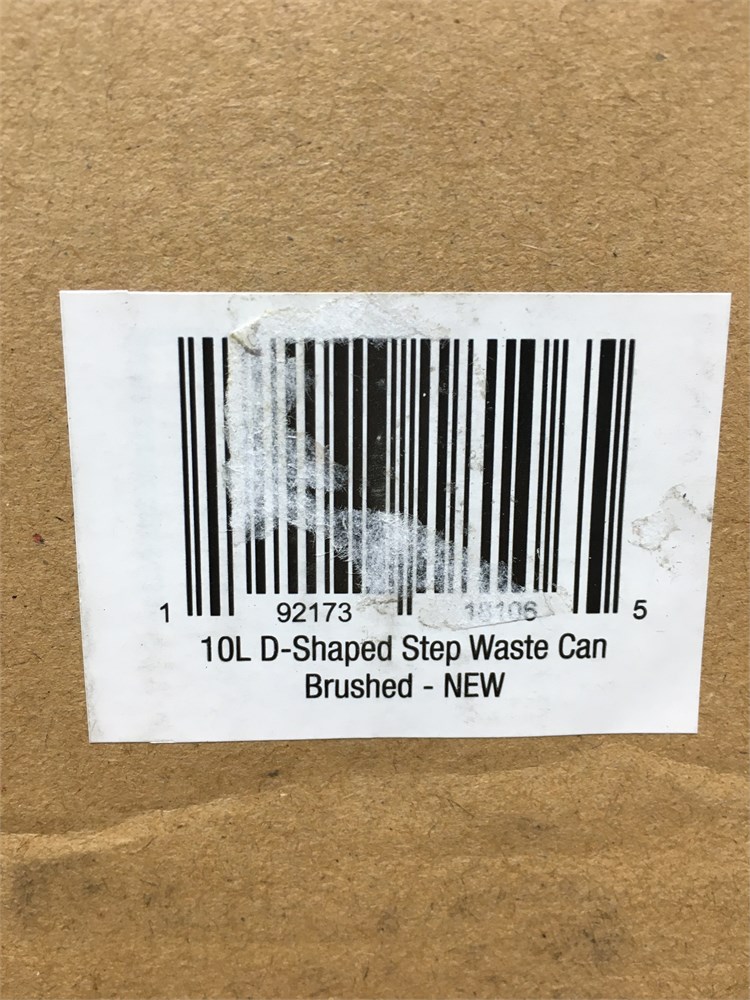 1 92173 18106 5
10L D-Shaped Step Waste Can
Brushed - NEW